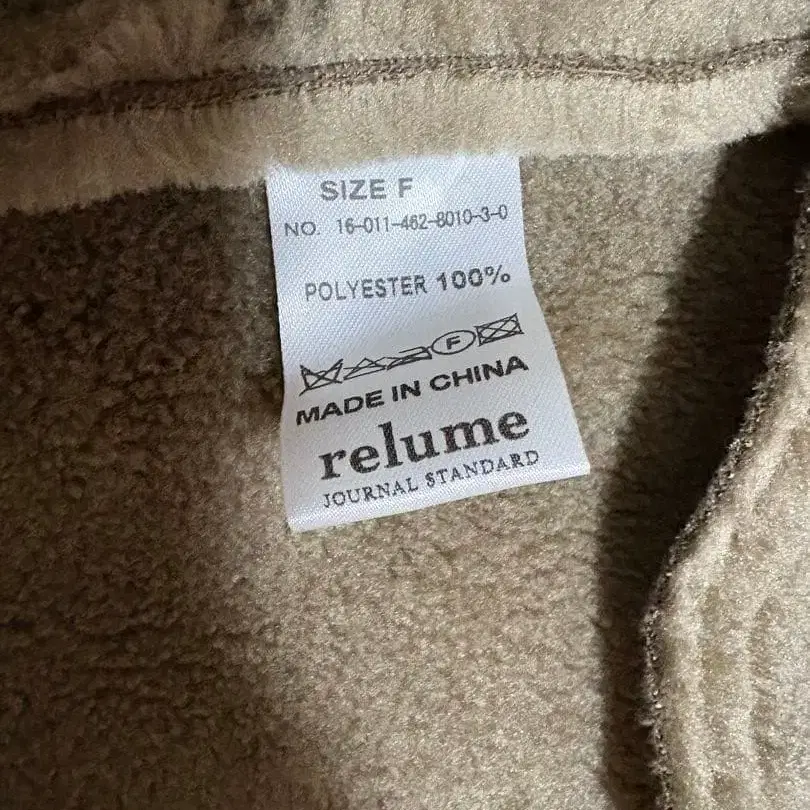 SIZE F
NO. 16-011-462-8010-3-0
POLYESTER 100%
F
MADE IN CHINA
relume
JOURNAL STANDARD